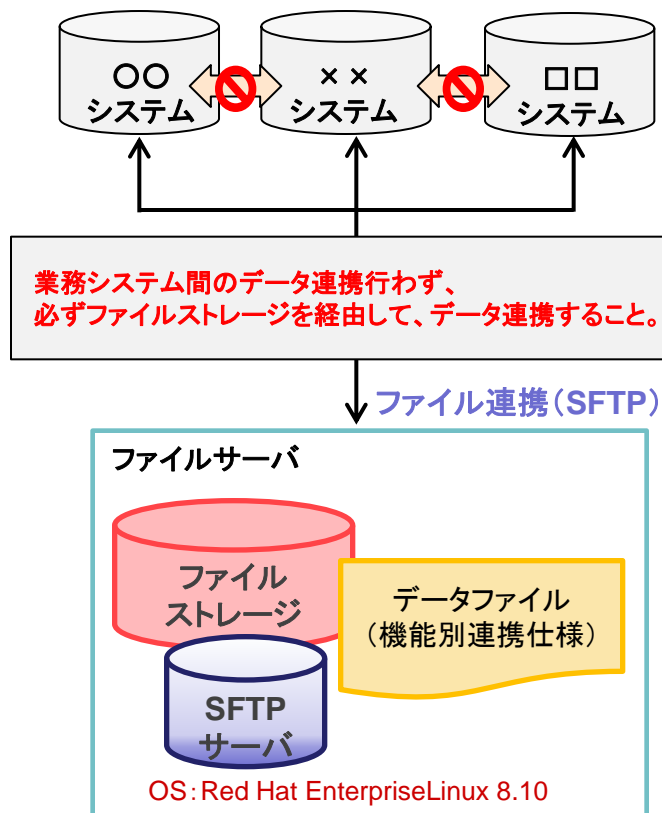 〇〇
システム
××
システム
□□
システム
業務システム間のデータ連携行わず、
必ずファイルストレージを経由して、データ連携すること。
ファイル連携（SFTP）
ファイルサーバ
ファイル
ストレージ
データファイル
（機能別連携仕様）
SFTP
サーバ
OS：Red Hat EnterpriseLinux 8.10